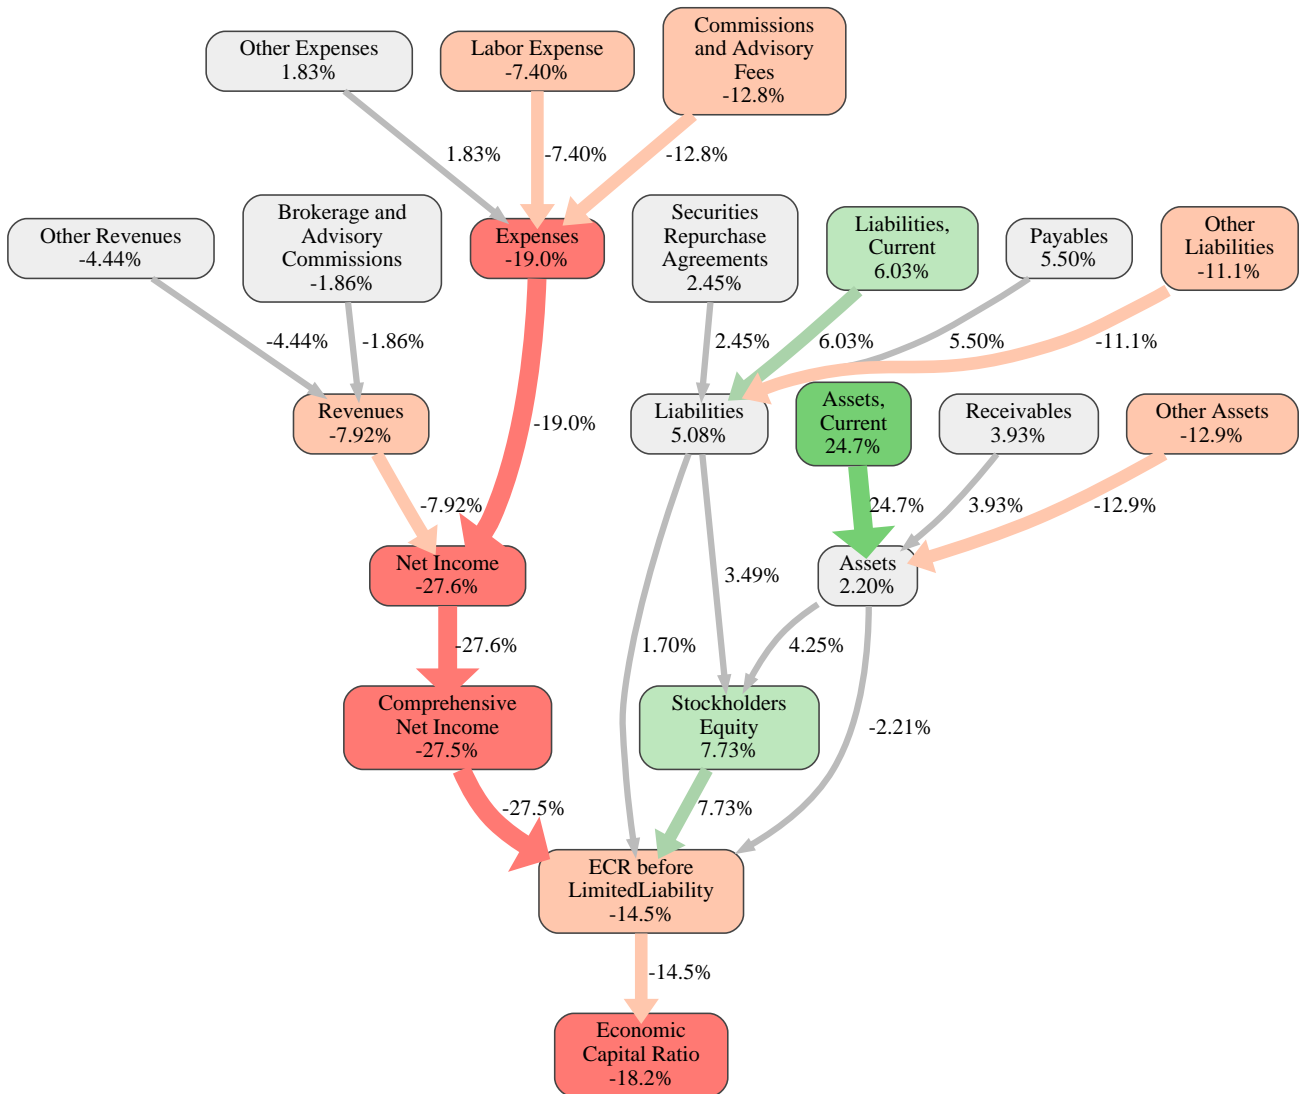 Other Expenses
1.83%
Labor Expense
-7.40%
Commissions
and Advisory
Fees
-12.8%
1.83%
-7.40%
-12.8%
Other Revenues
-4.44%
Brokerage and
Advisory
Commissions
-1.86%
Expenses
-19.0%
Securities
Repurchase
Agreements
2.45%
Liabilities,
Current
6.03%
Payables
5.50%
Other
Liabilities
-11.1%
-4.44%
-1.86%
2.45%
6.03%
5.50%
-11.1%
Revenues
-7.92%
-19.0%
Liabilities
5.08%
Assets,
Current
24.7%
Receivables
3.93%
Other Assets
-12.9%
-7.92%
24.7%
3.93%
-12.9%
Net Income
-27.6%
3.49%
Assets
2.20%
-27.6%
1.70%
4.25%
-2.21%
Comprehensive
Net Income
-27.5%
Stockholders
Equity
7.73%
-27.5%
7.73%
ECR before
LimitedLiability
-14.5%
-14.5%
Economic
Capital Ratio
-18.2%